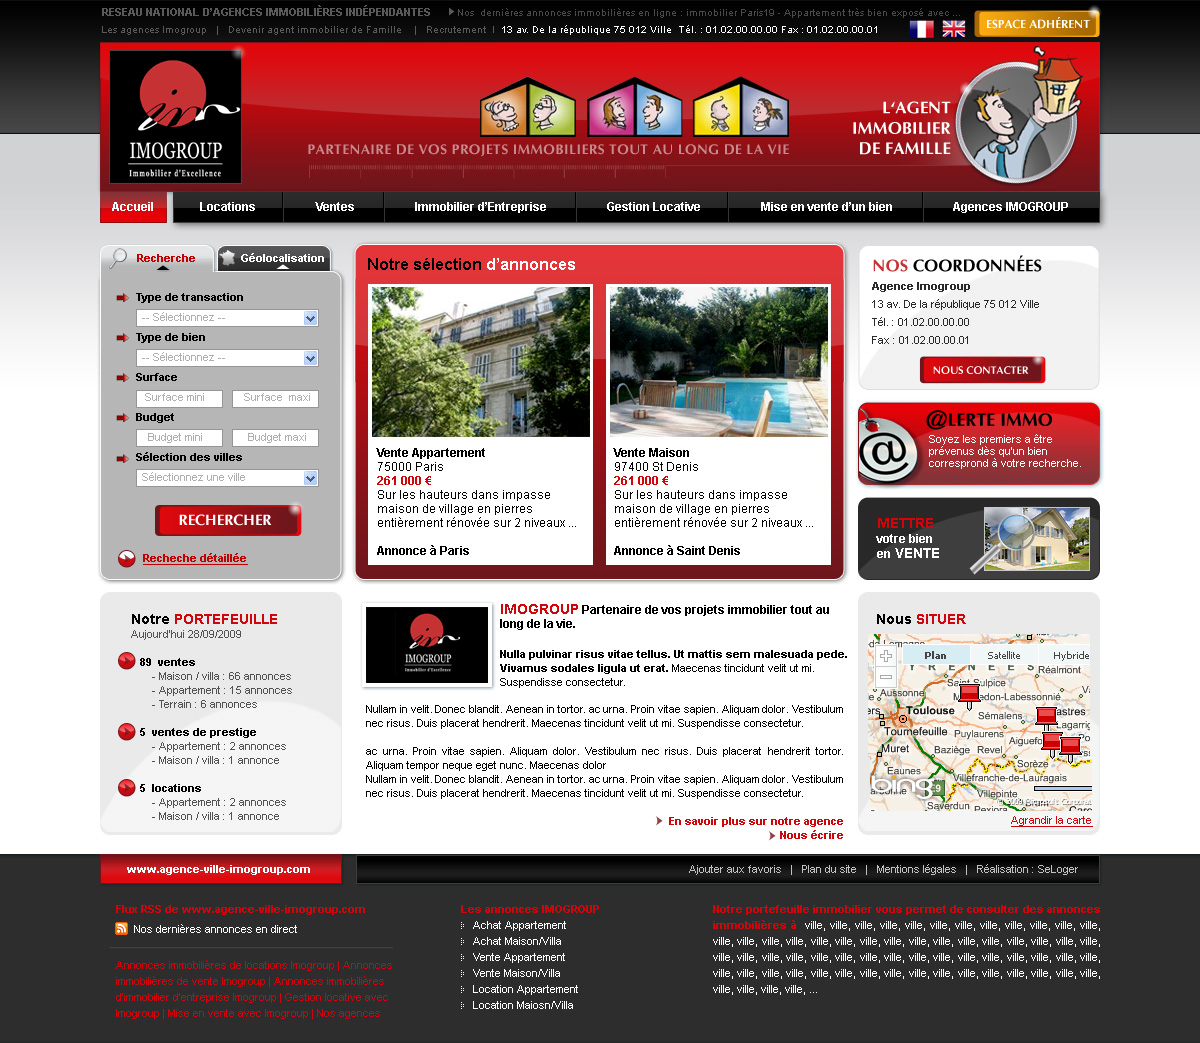 RESEAU NATIONAL D'AGENCES IMMOBILIÈRES INDÉPENDANTES
Nos dernières annonces immobilières en ligne : immobilier Paris19 - Appartement très bien exposé avec ...
Les agences Imogroup | Devenir agent immobilier de Famille | Recrutement | 13 av. De la république 75 012 Ville Tél. : 01.02.00.00.00 Fax : 01.02.00.00.01
ESPACE ADHÉRENT
IMOGROUP
Immobilier d'Excellence
PARTENAIRE DE VOS PROJETS IMMOBILIERS TOUT AU LONG DE LA VIE
L'AGENT
IMMOBILIER
DE FAMILLE
Accueil
Locations
Ventes
Immobilier d'Entreprise
Gestion Locative
Mise en vente d'un bien
Agences IMOGROUP
Recherche
Géolocalisation
Type de transaction
-- Sélectionnez --
Type de bien
-- Sélectionnez --
Surface
Surface mini
Surface maxi
Budget
Budget mini
Budget maxi
Sélection des villes
Sélectionnez une ville
RECHERCHER
Recheche détaillée
Notre sélection d'annonces
Vente Appartement
75000 Paris
261 000 €
Sur les hauteurs dans impasse
maison de village en pierres
entièrement rénovée sur 2 niveaux ...
Annonce à Paris
Vente Maison
97400 St Denis
261 000 €
Sur les hauteurs dans impasse
maison de village en pierres
entièrement rénovée sur 2 niveaux ...
Annonce à Saint Denis
NOS COORDONNÉES
Agence Imogroup
13 av. De la république 75 012 Ville
Tél. : 01.02.00.00.00
Fax : 01.02.00.00.01
NOUS CONTACTER
@LERTE IMMO
@
Soyez les premiers a être
prévenus dès qu'un bien
correspond à votre recherche.
METTRE
votre bien
en VENTE
Notre PORTEFEUILLE
Aujourd'hui 28/09/2009
89 ventes
- Maison / villa : 66 annonces
- Appartement : 15 annonces
- Terrain : 6 annonces
5 ventes de prestige
- Appartement : 2 annonces
- Maison / villa : 1 annonce
5 locations
- Appartement : 2 annonces
- Maison / villa : 1 annonce
IMOGROUP
Immobilier d'Excellence
IMOGROUP Partenaire de vos projets immobilier tout au
long de la vie.
Nulla pulvinar risus vitae tellus. Ut mattis sem malesuada pede.
Vivamus sodales ligula ut erat. Maecenas tincidunt velit ut mi.
Suspendisse consectetur.
Nullam in velit. Donec blandit. Aenean in tortor. ac urna. Proin vitae sapien. Aliquam dolor. Vestibulum
nec risus. Duis placerat hendrerit. Maecenas tincidunt velit ut mi. Suspendisse consectetur.
ac urna. Proin vitae sapien. Aliquam dolor. Vestibulum nec risus. Duis placerat hendrerit tortor.
Aliquam tempor neque eget nunc. Maecenas dolor
Nullam in velit. Donec blandit. Aenean in tortor. ac urna. Proin vitae sapien. Aliquam dolor. Vestibulum
nec risus. Duis placerat hendrerit. Maecenas tincidunt velit ut mi. Suspendisse consectetur.
En savoir plus sur notre agence
Nous écrire
Nous SITUER
Plan
Satellite
Hybride
PYRENEES
Réalmont
Saint-Sulpice
Aussonne
Labessonnié
Toulouse
Sémalens
Tournefeuille
Puylaurens
Lagarri
Muret
Baziège
Revel
Soréze
Eaunes
Villefranche-de-Lauragais
Villepinte
Saverdun
bing
Agrandir la carte
www.agence-ville-imogroup.com
Ajouter aux favoris | Plan du site | Mentions légales | Réalisation : SeLoger
Flux RSS de www.agence-ville-imogroup.com
Nos dernières annonces en direct
Annonces immobilières de locations Imogroup | Annonces
immobilières de vente Imogroup | Annonces immobilières
d'immobilier d'entreprise Imogroup | Gestion locative avec
Imogroup | Mise en vente avec Imogroup | Nos agences
Les annonces IMOGROUP
Achat Appartement
Achat Maison/Villa
Vente Appartement
Vente Maison/Villa
Location Appartement
Location Maiosn/Villa
Notre portefeuille immobilier vous permet de consulter des annonces
immobilières à ville, ville, ville, ville, ville, ville, ville, ville, ville, ville, ville, ville,
ville, ville, ville, ville, ville, ville, ville, ville, ville, ville, ville, ville, ville, ville, ville, ville,
ville, ville, ville, ville, ville, ville, ville, ville, ville, ville, ville, ville, ville, ville, ville, ville,
ville, ville, ville, ville, ville, ville, ville, ville, ville, ville, ville, ville, ville, ville, ville, ville,
ville, ville, ville, ville, ...